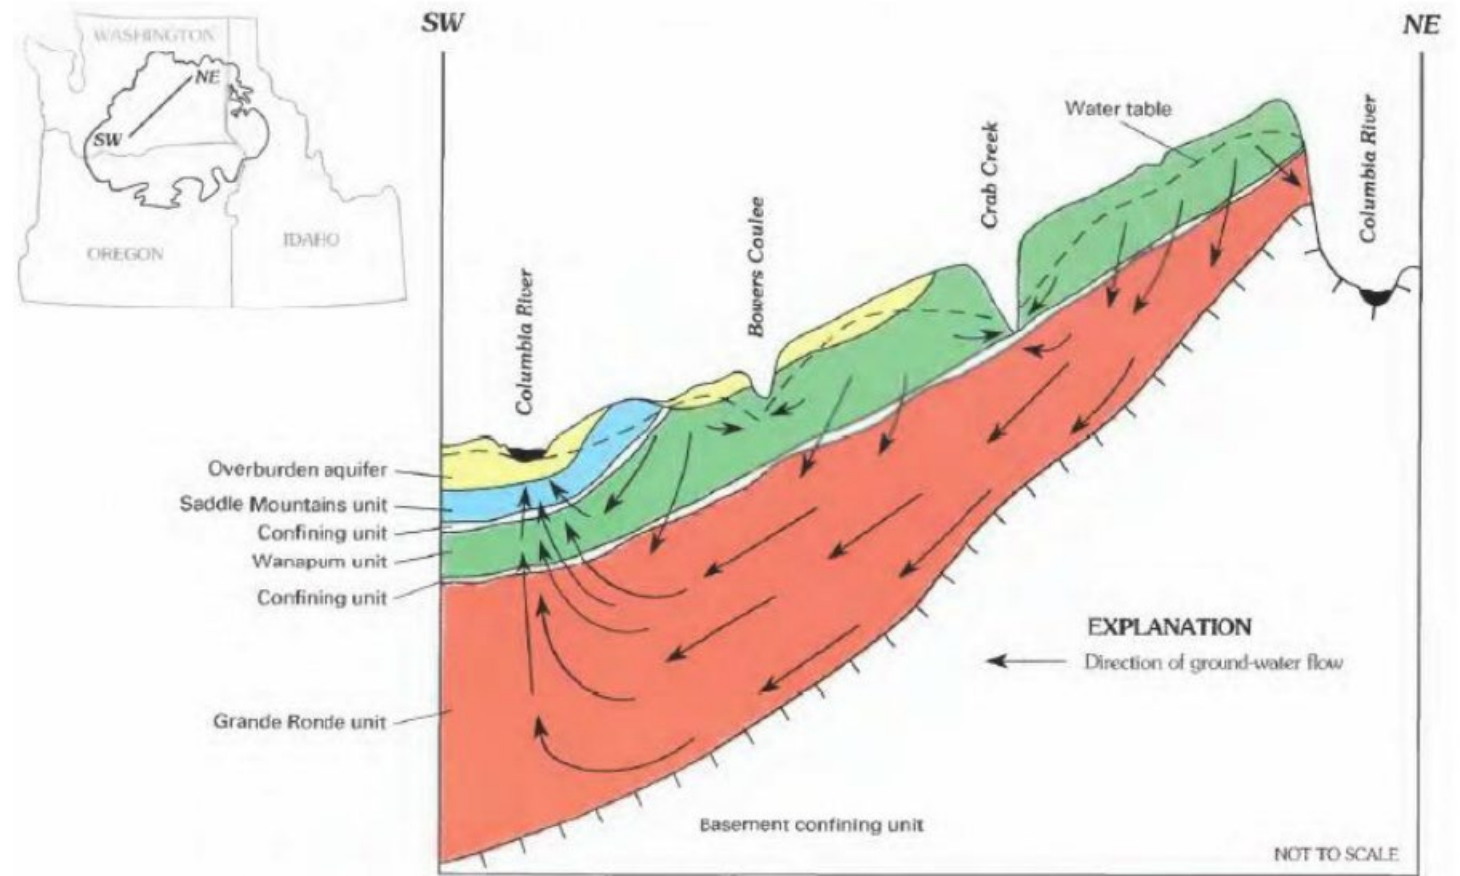 WASHINGTON
NE
SW
OREGON
IDAHO
SW
NE
Columbia River
Bowers Coulee
Crab Creek
Water table
Columbia River
Overburden aquifer
Saddle Mountains unit
Confining unit
Wanapum unit
Confining unit
Grande Ronde unit
EXPLANATION
Direction of ground-water flow
Basement confining unit
NOT TO SCALE